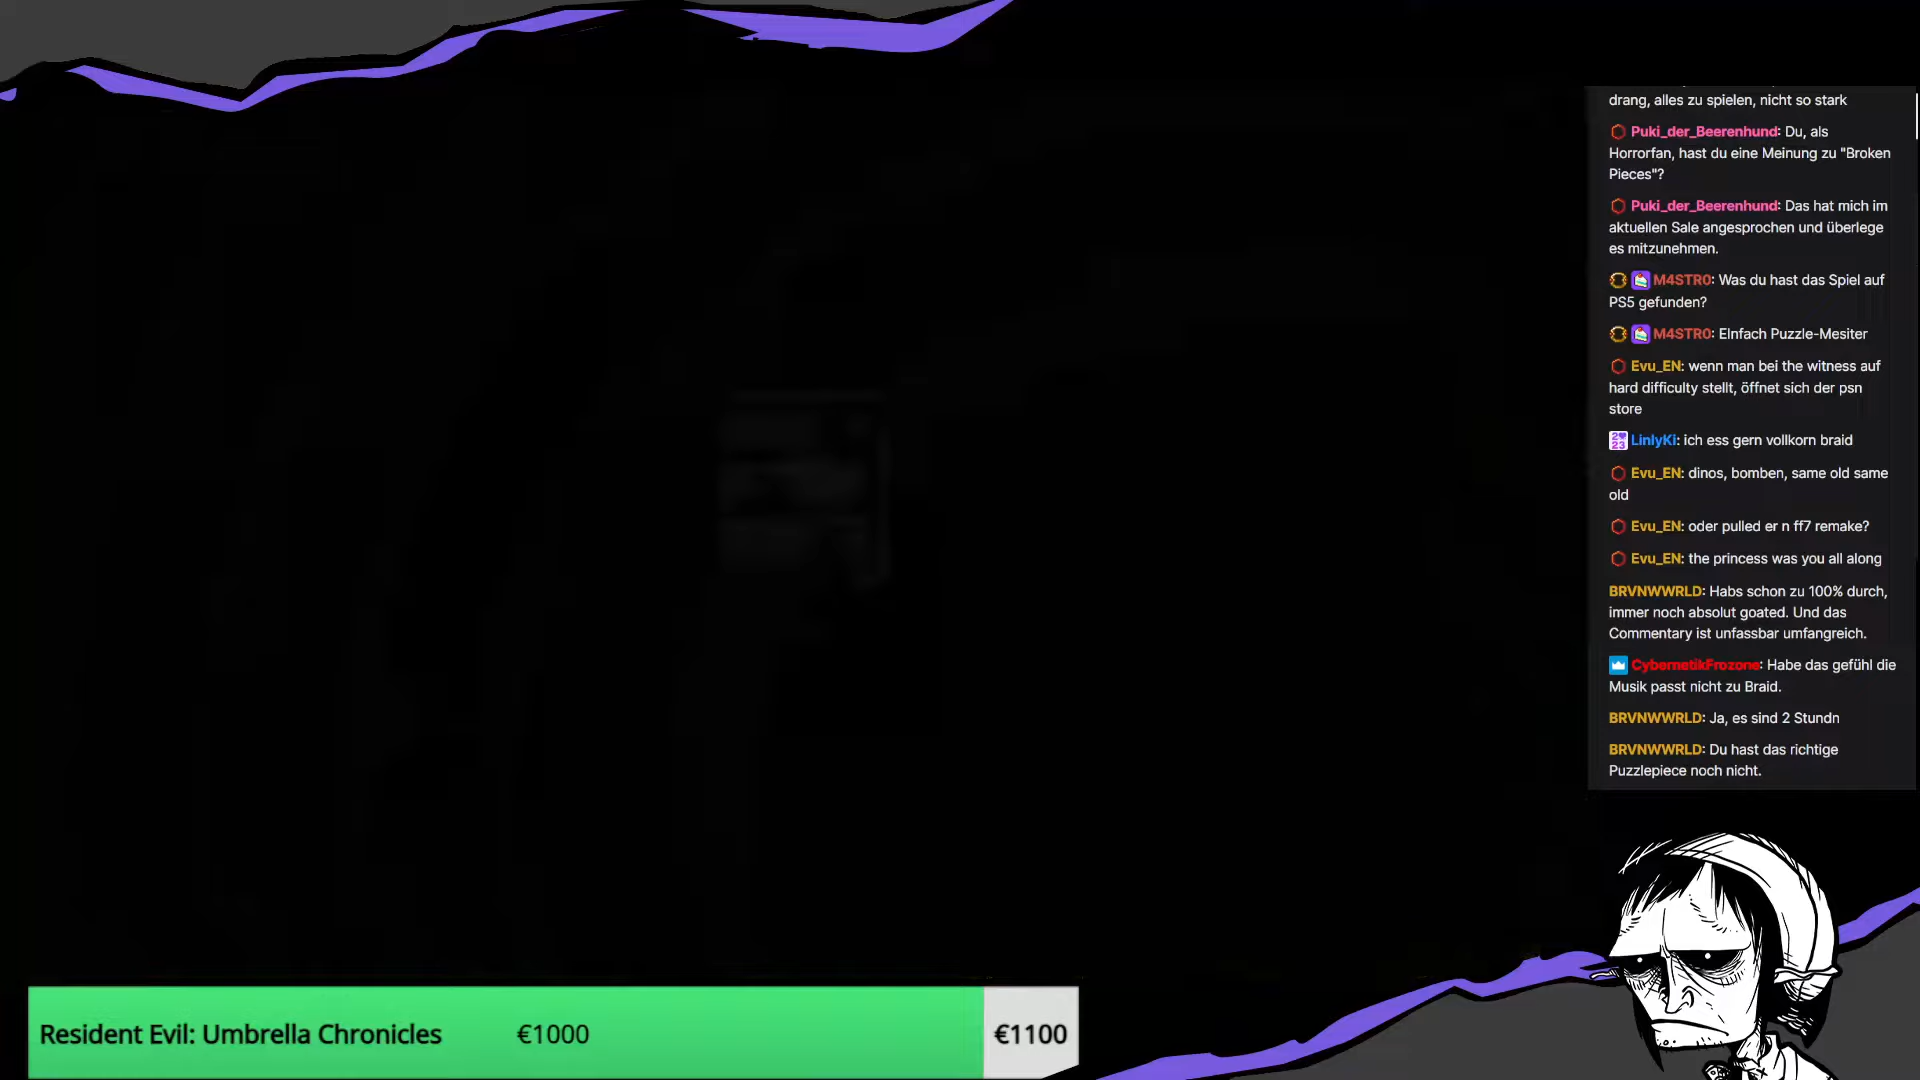 drang, alles zu spielen, nicht so stark
Puki_der_Beerenhund: Du, als
Horrorfan, hast du eine Meinung zu "Broken
Pieces"?
Puki_der_Beerenhund: Das hat mich im
aktuellen Sale angesprochen und überlege
es mitzunehmen.
M4STR0: Was du hast das Spiel auf
PS5 gefunden?
M4STR0: EInfach Puzzle-Mesiter
Evu_EN: wenn man bei the witness auf
hard difficulty stellt, öffnet sich der psn
store
LinlyKi: ich ess gern vollkorn braid
Evu_EN: dinos, bomben, same old same
old
Evu_EN: oder pulled er n ff7 remake?
Evu_EN: the princess was you all along
BRVNWWRLD: Habs schon zu 100% durch,
immer noch absolut goated. Und das
Commentary ist unfassbar umfangreich.
CybernetikFrozone: Habe das gefühl die
Musik passt nicht zu Braid.
BRVNWWRLD: Ja, es sind 2 Stundn
BRVNWWRLD: Du hast das richtige
Puzzlepiece noch nicht.
Resident Evil: Umbrella Chronicles €1000 €1100